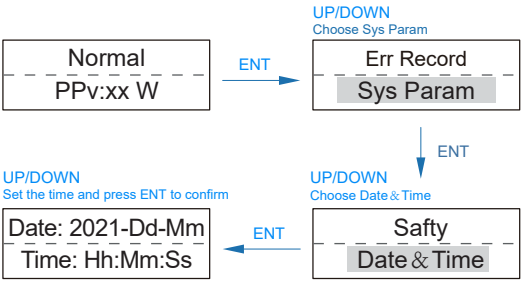 UP/DOWN
Choose Sys Param
Normal
PPv:xx W
ENT
Err Record
Sys Param
ENT
UP/DOWN
Choose Date&Time
Safty
Date&Time
ENT
UP/DOWN
Set the time and press ENT to confirm
Date: 2021-Dd-Mm
Time: Hh:Mm:Ss